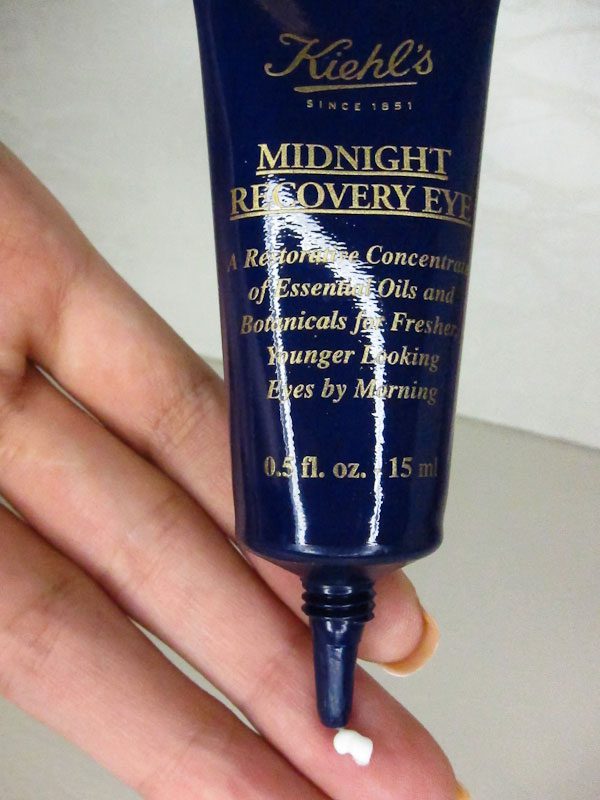 Kiehl's
SINCE 1851
MIDNIGHT
RECOVERY EYE
A Restorative Concentrate
of Essential Oils and
Botanicals for Fresher,
Younger Looking
Eyes by Morning
0.5 fl. oz. - 15 ml